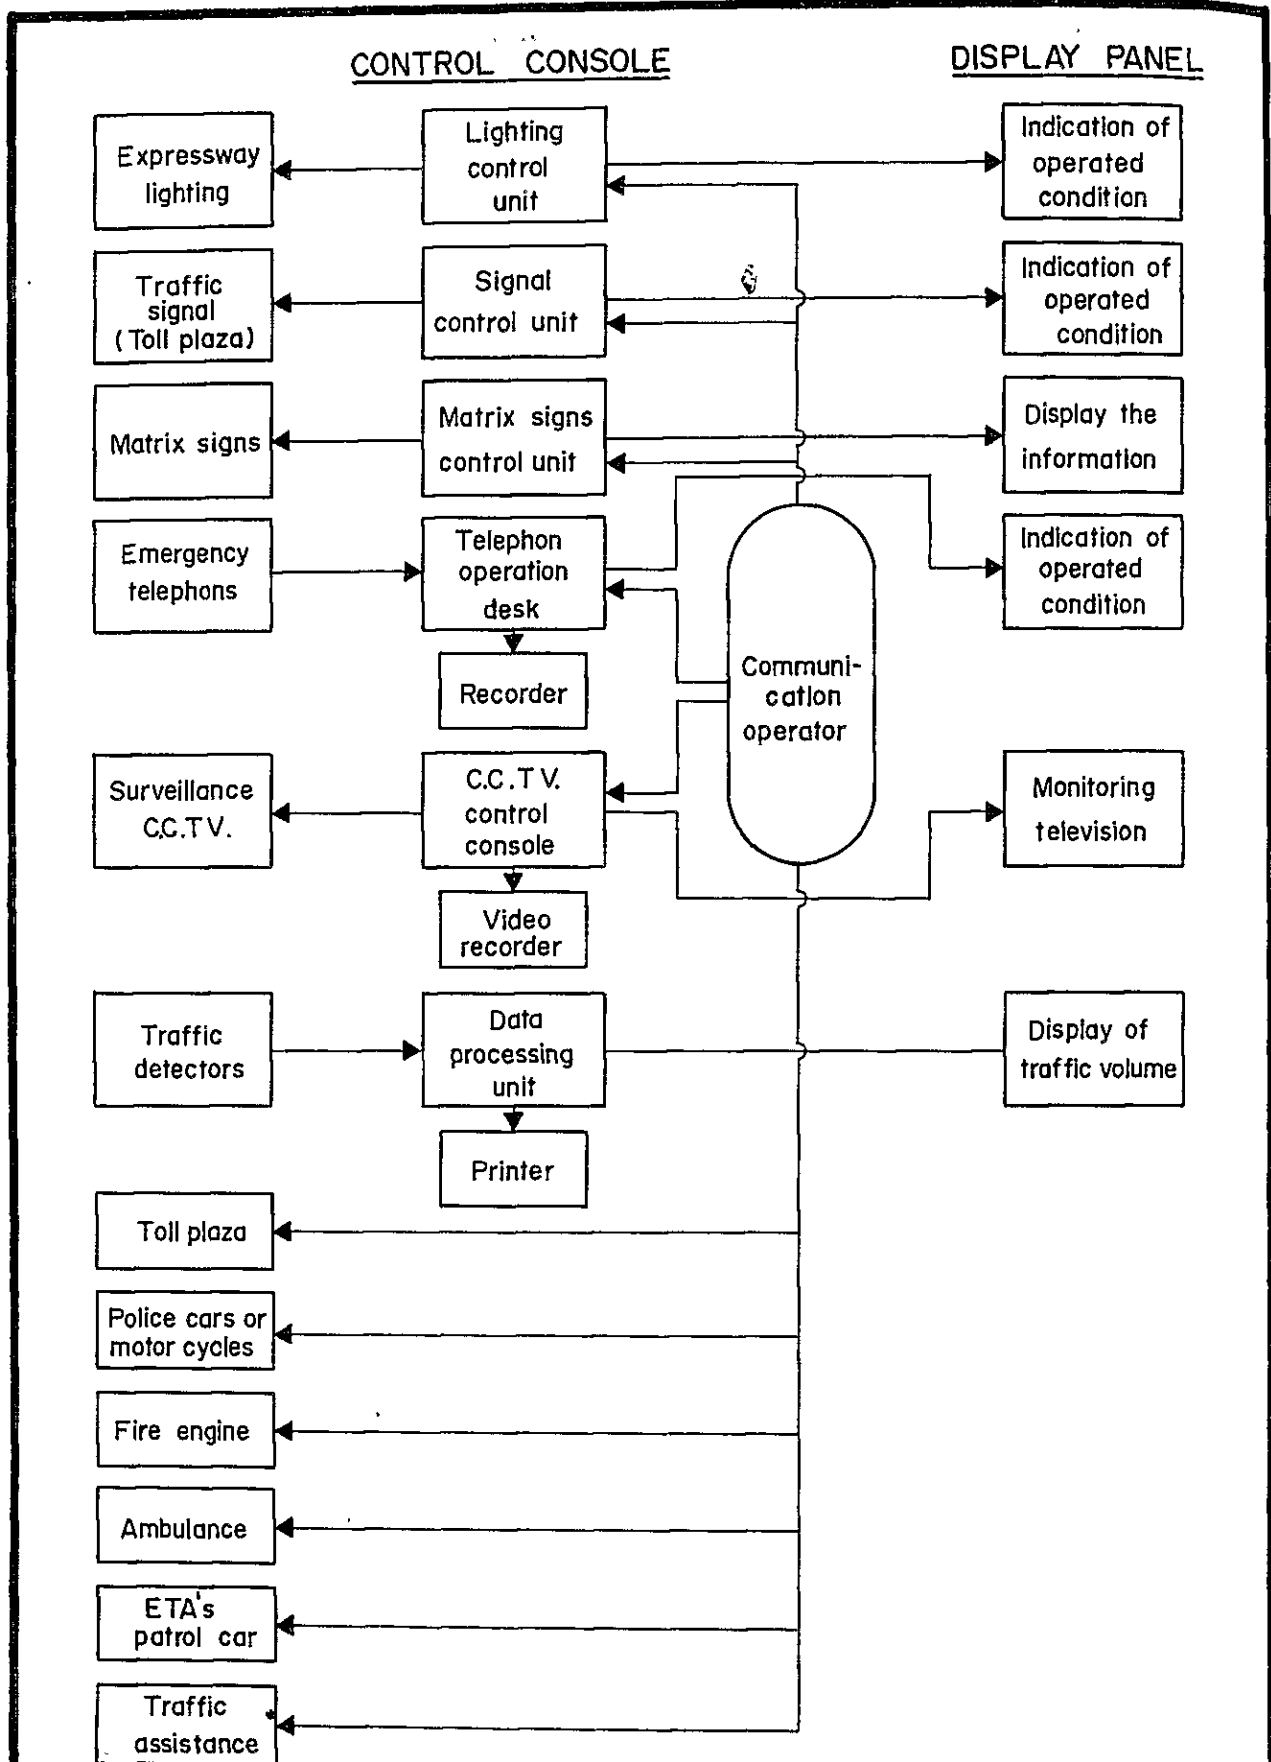 CONTROL CONSOLE
DISPLAY PANEL
Expressway
lighting
Lighting
control
unit
Indication of
operated
condition
Traffic
signal
(Toll plaza)
Signal
control unit
Indication of
operated
condition
Matrix signs
Matrix signs
control unit
Display the
information
Emergency
telephons
Telephon
operation
desk
Indication of
operated
condition
Recorder
Communi-
cation
operator
Surveillance
C.C.T.V.
C.C.T.V.
control
console
Monitoring
television
Video
recorder
Traffic
detectors
Data
processing
unit
Display of
traffic volume
Printer
Toll plaza
Police cars or
motor cycles
Fire engine
Ambulance
ETA's
patrol car
Traffic
assistance